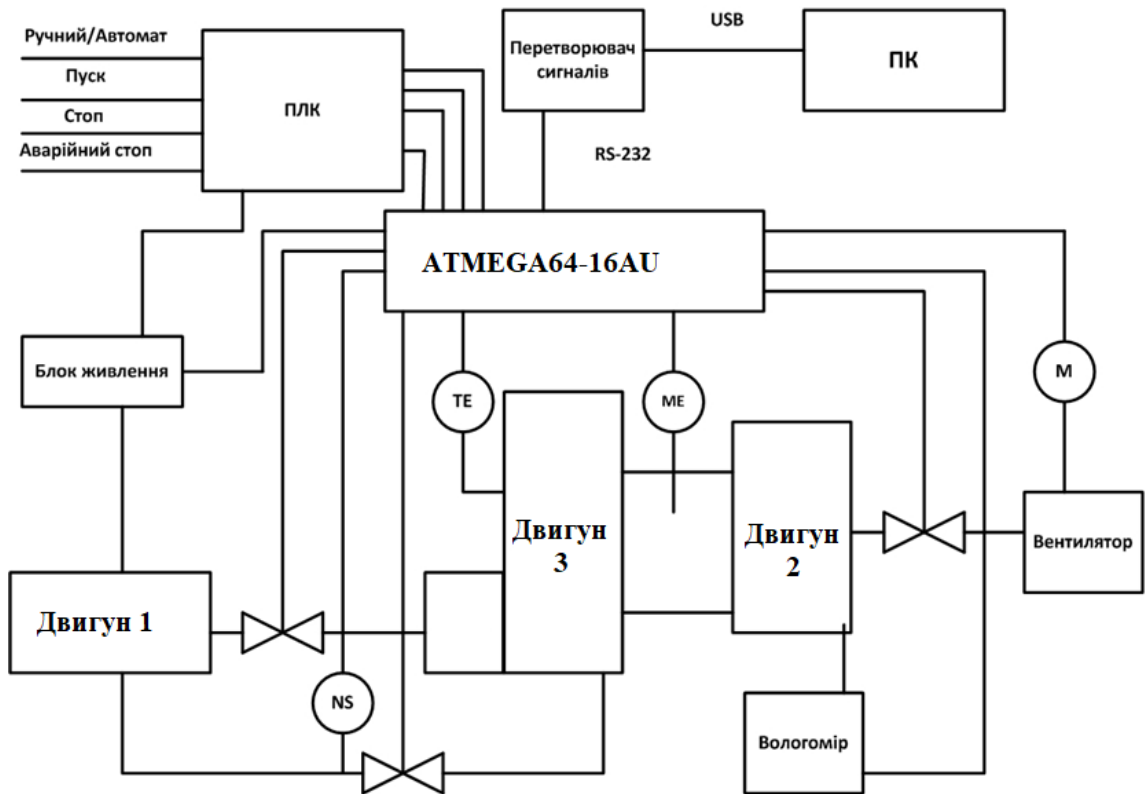 Ручний/Автомат
Пуск
Стоп
Аварійний стоп
ПЛК
Перетворювач
сигналів
USB
ПК
RS-232
ATMEGA64-16AU
Блок живлення
TE
ME
M
Двигун
3
Двигун
2
Вентилятор
Двигун 1
NS
Вологомір